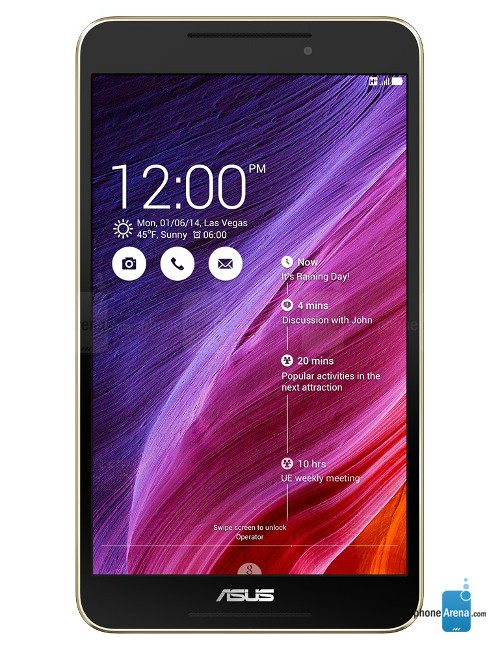 12:00 PM
Mon, 01/06/14, Las Vegas
45°F, Sunny 06:00
Now
It's Raining Day!
4 mins
Discussion with John
20 mins
Popular activities in the
next attraction
10 hrs
UE weekly meeting
Swipe screen to unlock
Operator
8
ASUS
phoneArena.com